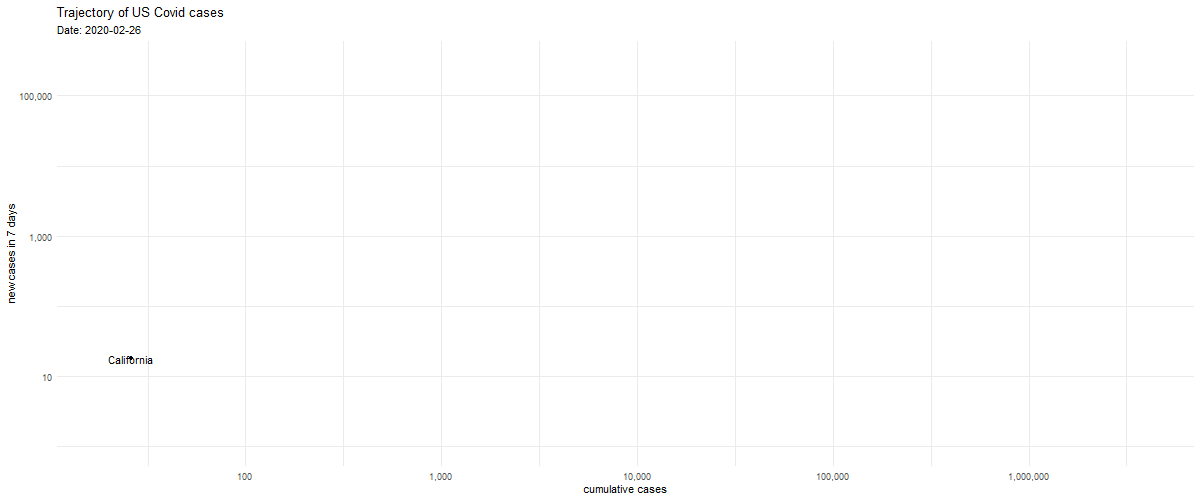 Trajectory of US Covid cases
Date: 2020-02-26
100,000
1,000
10
new cases in 7 days
California
100
1,000
10,000
100,000
1,000,000
cumulative cases